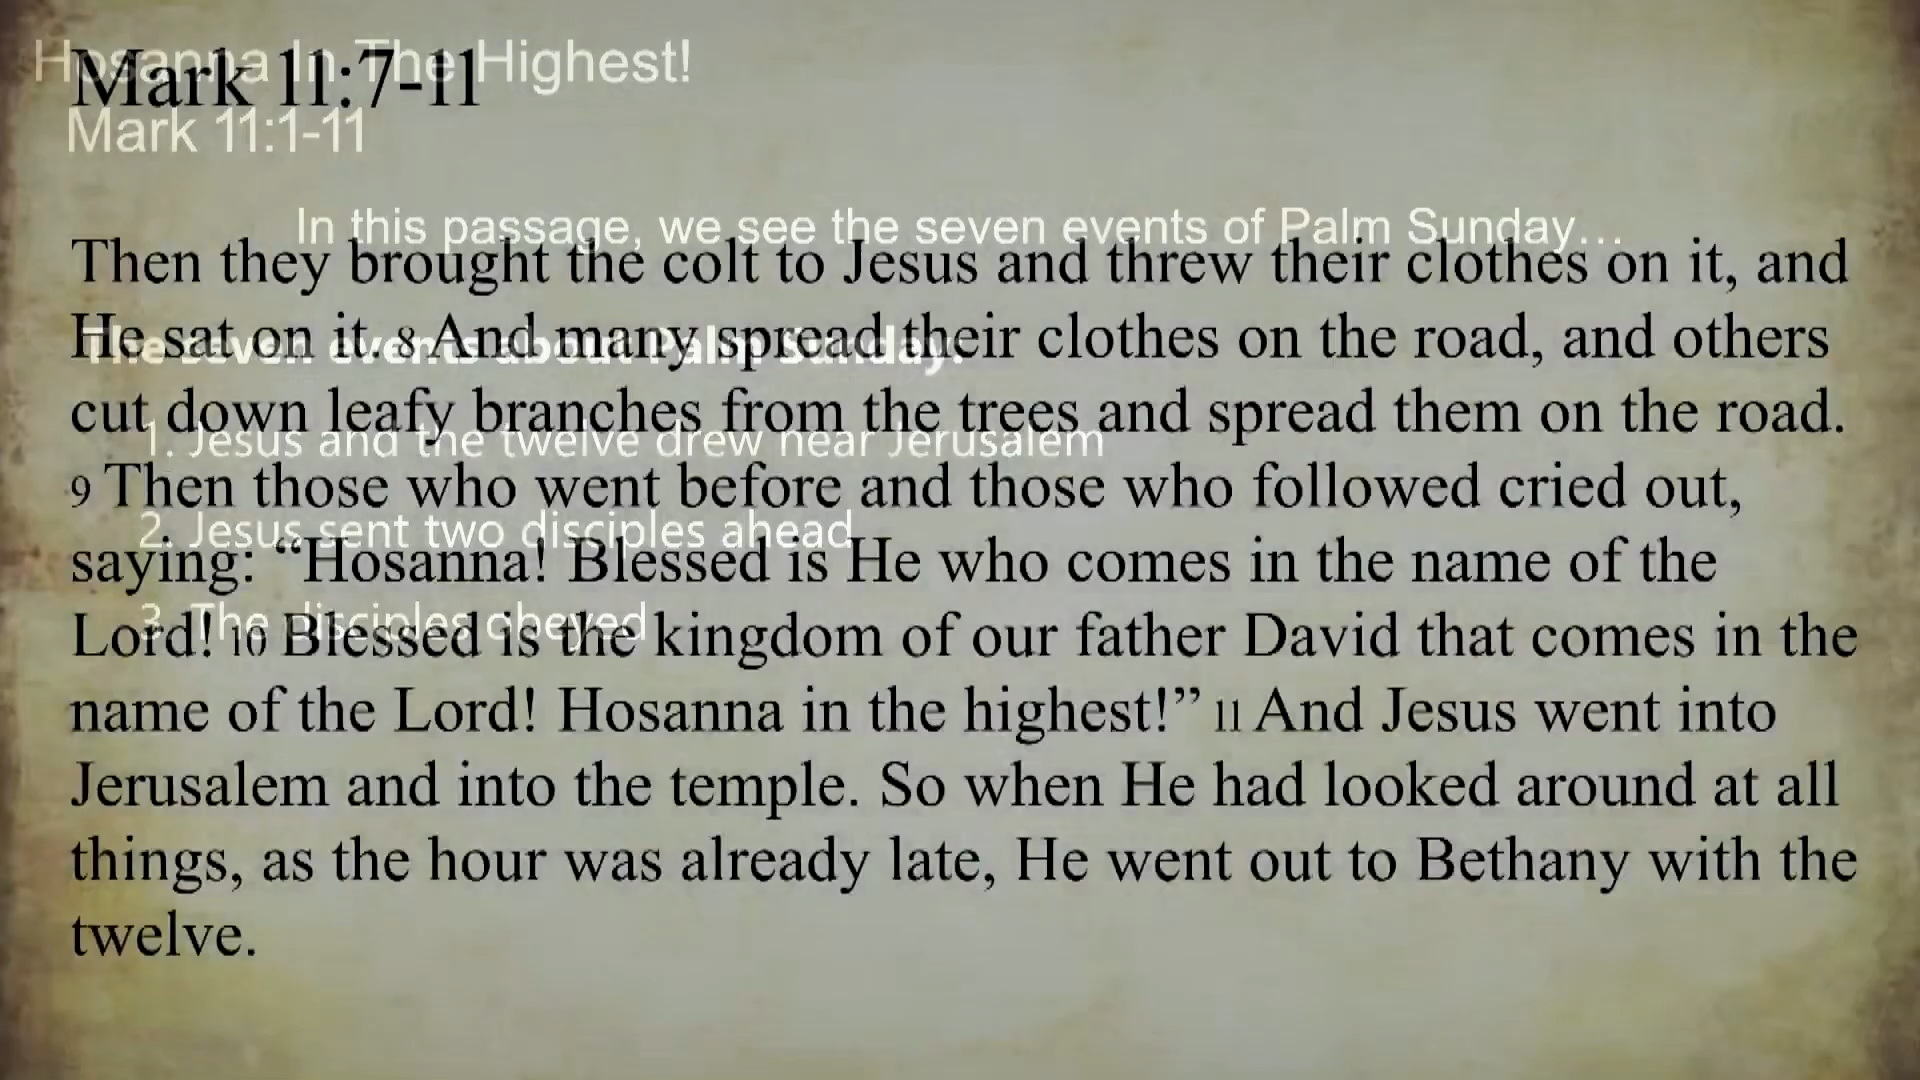 Hosanna In The Highest!
Mark 11:7-11
Mark 11:1-11
In this passage, we see the seven events of Palm Sunday…
Then they brought the colt to Jesus and threw their clothes on it, and
He sat on it. 8 And many spread their clothes on the road, and others
The seven events about Palm Sunday:
cut down leafy branches from the trees and spread them on the road.
1. Jesus and the twelve drew near Jerusalem
9 Then those who went before and those who followed cried out,
2. Jesus sent two disciples ahead
saying: “Hosanna! Blessed is He who comes in the name of the
3. The disciples obeyed
Lord! 10 Blessed is the kingdom of our father David that comes in the
name of the Lord! Hosanna in the highest!” 11 And Jesus went into
Jerusalem and into the temple. So when He had looked around at all
things, as the hour was already late, He went out to Bethany with the
twelve.